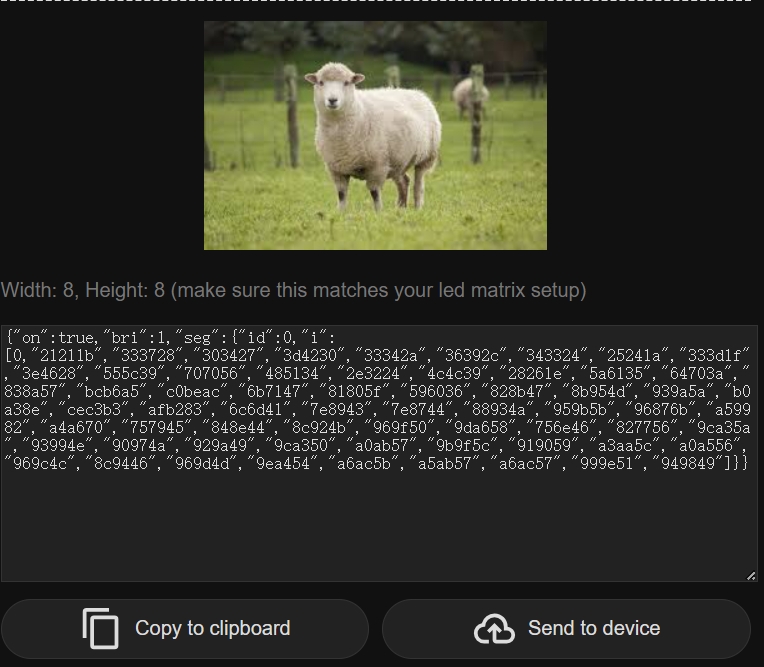 Width: 8, Height: 8 (make sure this matches your led matrix setup)
{"on":true,"bri":1,"seg":{"id":0,"i":
[0,"21211b","333728","303427","3d4230","33342a","36392c","343324","25241a","333d1f"
,"3e4628","555c39","707056","485134","2e3224","4c4c39","28261e","5a6135","64703a","
838a57","bcb6a5","c0beac","6b7147","81805f","596036","828b47","8b954d","939a5a","b0
a38e","cec3b3","afb283","6c6d41","7e8943","7e8744","88934a","959b5b","96876b","a599
82","a4a670","757945","848e44","8c924b","969f50","9da658","756e46","827756","9ca35a
","93994e","90974a","929a49","9ca350","a0ab57","9b9f5c","919059","a3aa5c","a0a556",
"969c4c","8c9446","969d4d","9ea454","a6ac5b","a5ab57","a6ac57","999e51","949849"]}}
Copy to clipboard
Send to device